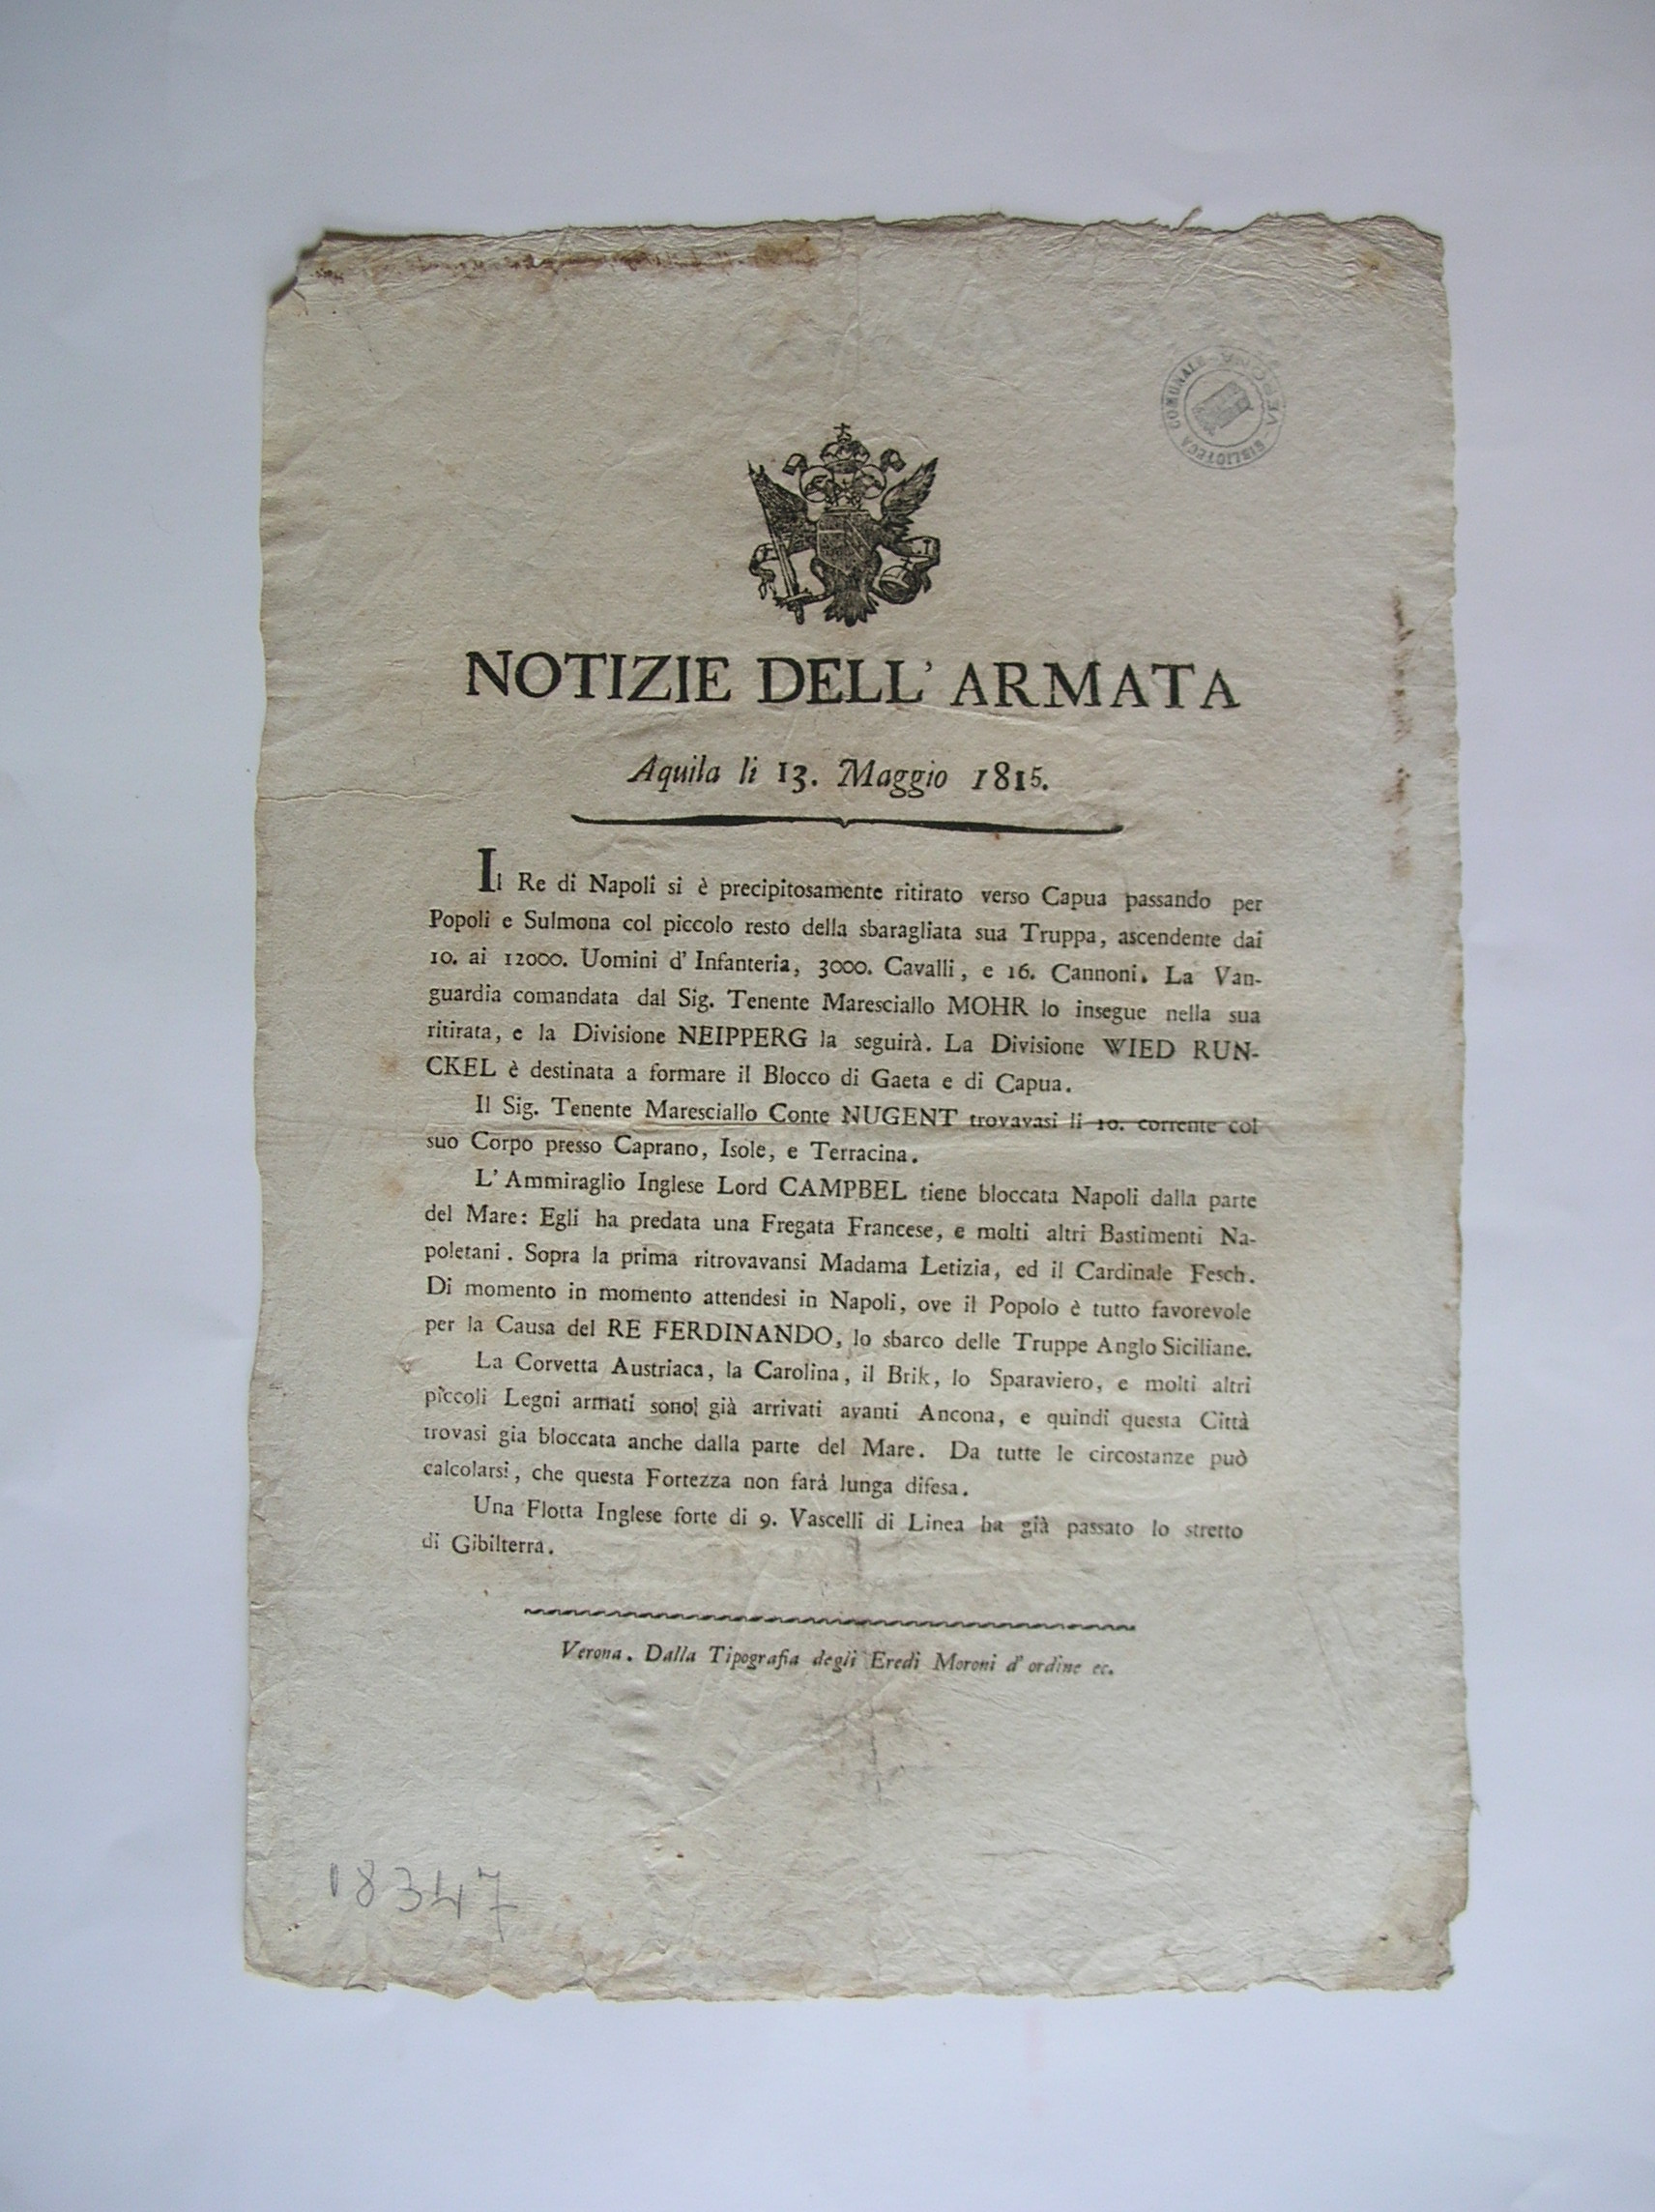 BIBLIOTECA COMUNALE VERONA
NOTIZIE DELL' ARMATA
Aquila li 13. Maggio 1815.
Il Re di Napoli si è precipitosamente ritirato verso Capua passando per
Popoli e Sulmona col piccolo resto della sbaragliata sua Truppa, ascendente dai
10. ai 12000. Uomini d' Infanteria, 3000. Cavalli, e 16. Cannoni. La Van-
guardia comandata dal Sig. Tenente Maresciallo MOHR lo insegue nella sua
ritirata, e la Divisione NEIPPERG la seguirà. La Divisione WIED RUN-
CKEL è destinata a formare il Blocco di Gaeta e di Capua.
Il Sig. Tenente Maresciallo Conte NUGENT trovavasi li 10. corrente col
suo Corpo presso Caprano, Isole, e Terracina.
L' Ammiraglio Inglese Lord CAMPBEL tiene bloccata Napoli dalla parte
del Mare: Egli ha predata una Fregata Francese, e molti altri Bastimenti Na-
poletani. Sopra la prima ritrovavansi Madama Letizia, ed il Cardinale Fesch.
Di momento in momento attendesi in Napoli, ove il Popolo è tutto favorevole
per la Causa del RE FERDINANDO, lo sbarco delle Truppe Anglo Siciliane.
La Corvetta Austriaca, la Carolina, il Brik, lo Sparaviero, e molti altri
piccoli Legni armati sono già arrivati avanti Ancona, e quindi questa Città
trovasi gia bloccata anche dalla parte del Mare. Da tutte le circostanze può
calcolarsi, che questa Fortezza non farà lunga difesa.
Una Flotta Inglese forte di 9. Vascelli di Linea ha già passato lo stretto
di Gibilterra.
Verona. Dalla Tipografia degli Eredi Moroni d' ordine ec.
18347